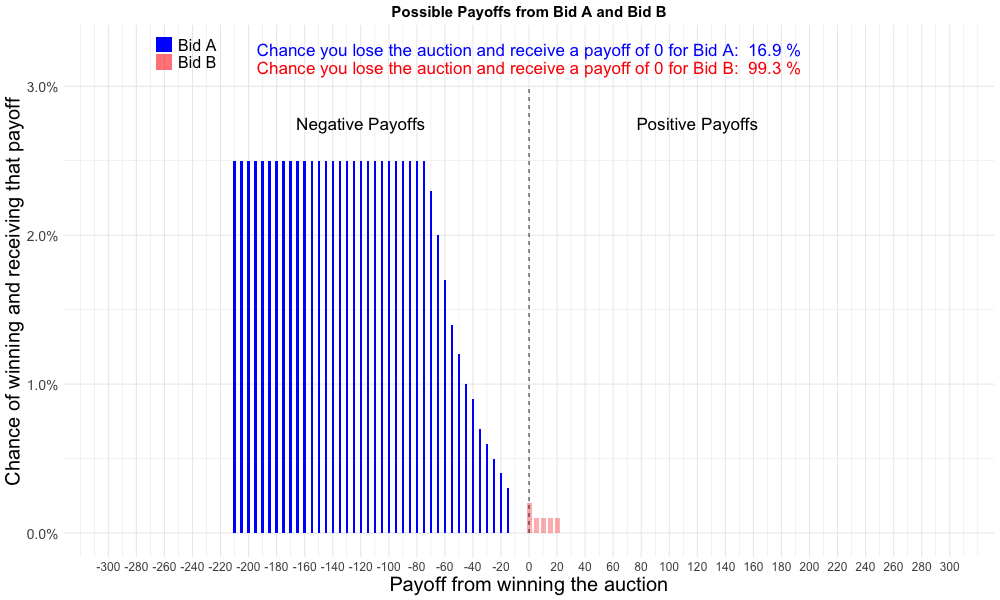 Possible Payoffs from Bid A and Bid B
Bid A
Bid B
Chance you lose the auction and receive a payoff of 0 for Bid A: 16.9 %
Chance you lose the auction and receive a payoff of 0 for Bid B: 99.3 %
Negative Payoffs
Positive Payoffs
Chance of winning and receiving that payoff
3.0%
2.0%
1.0%
0.0%
-300 -280 -260 -240 -220 -200 -180 -160 -140 -120 -100 -80 -60 -40 -20 0 20 40 60 80 100 120 140 160 180 200 220 240 260 280 300
Payoff from winning the auction